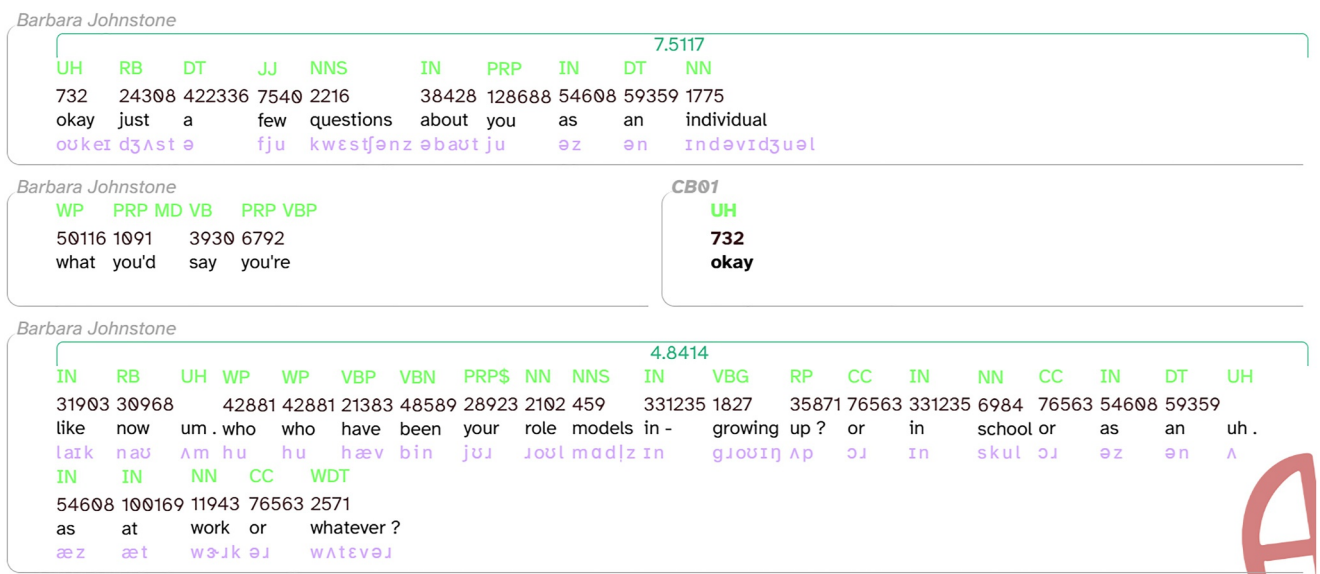 Barbara Johnstone
7.5117
UH RB DT JJ NNS IN PRP IN DT NN
732 24308 422336 7540 2216 38428 128688 54608 59359 1775
okay just a few questions about you as an individual
oʊkeɪ dʒʌst ə fju kwɛstʃənz əbaʊt ju əz ən ɪndəvɪdʒuəl
Barbara Johnstone
WP PRP MD VB PRP VBP
50116 1091 3930 6792
what you'd say you're
CB01
UH
732
okay
Barbara Johnstone
4.8414
IN RB UH WP WP VBP VBN PRP$ NN NNS IN VBG RP CC IN NN CC IN DT UH
31903 30968 42881 42881 21383 48589 28923 2102 459 331235 1827 35871 76563 331235 6984 76563 54608 59359
like now um . who who have been your role models in - growing up ? or in school or as an uh .
laɪk naʊ ʌm hu hu hæv bin jʊɹ ɹoʊl mɑdl̩z ɪn gɹoʊɪŋ ʌp ɔɹ ɪn skul ɔɹ əz ən ʌ
IN IN NN CC WDT
54608 100169 11943 76563 2571
as at work or whatever ?
æz æt wɝɹk əɹ wʌtɛvəɹ